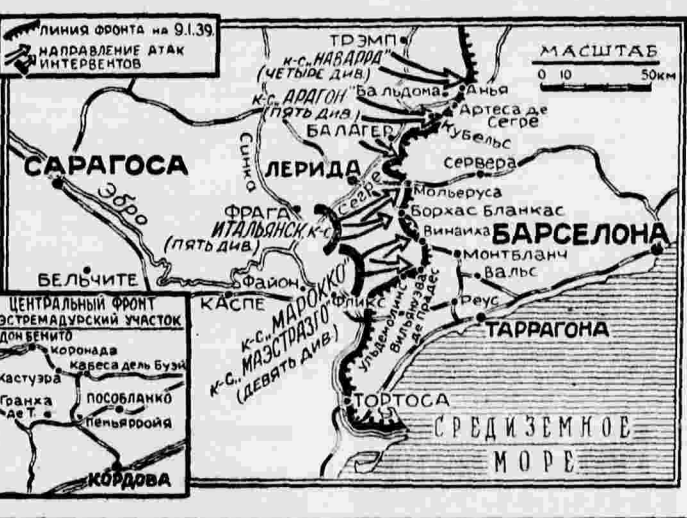 ЛИНИЯ ФРОНТА НА 9.1.39.
НАПРАВЛЕНИЕ АТАК
ИНТЕРВЕНТОВ
МАСШТАБ
0 10 50 КМ
ТРЭМП
К-С „НАВАРРА"
(ЧЕТЫРЕ ДИВ.)
Бальдома
Анья
К-С „АРАГОН"
(ПЯТЬ ДИВ.)
Артеса де
Сегре
Кубельс
БАЛАГЕР
Синка
САРАГОСА
Эбро
ЛЕРИДА
Сегре
СЕРВЕРА
Мольеруса
ФРАГА
Борхас Бланкас
ИТАЛЬЯНСК. К-С
(ПЯТЬ ДИВ.)
Винаиха
БАРСЕЛОНА
МОНТБЛАНЧ
Вальс
БЕЛЬЧИТЕ
Файон
КАСПЕ
Фликс
К-С „МАРОККО"
К-С „МАЭСТРАЗГО"
(ДЕВЯТЬ ДИВ.)
Ульдемолинс
Вильянуэва
де Прадес
Реус
ТАРРАГОНА
ТОРТОСА
СРЕДИЗЕМНОЕ
МОРЕ
ЦЕНТРАЛЬНЫЙ ФРОНТ
ЭСТРЕМАДУРСКИЙ УЧАСТОК
ДОН БЕНИТО
КОРОНАДА
КАБЕСА ДЕЛЬ БУЭЙ
Кастуэра
Гранха
де Т.
ПОСОБЛАНКО
Пеньярройя
КОРДОВА